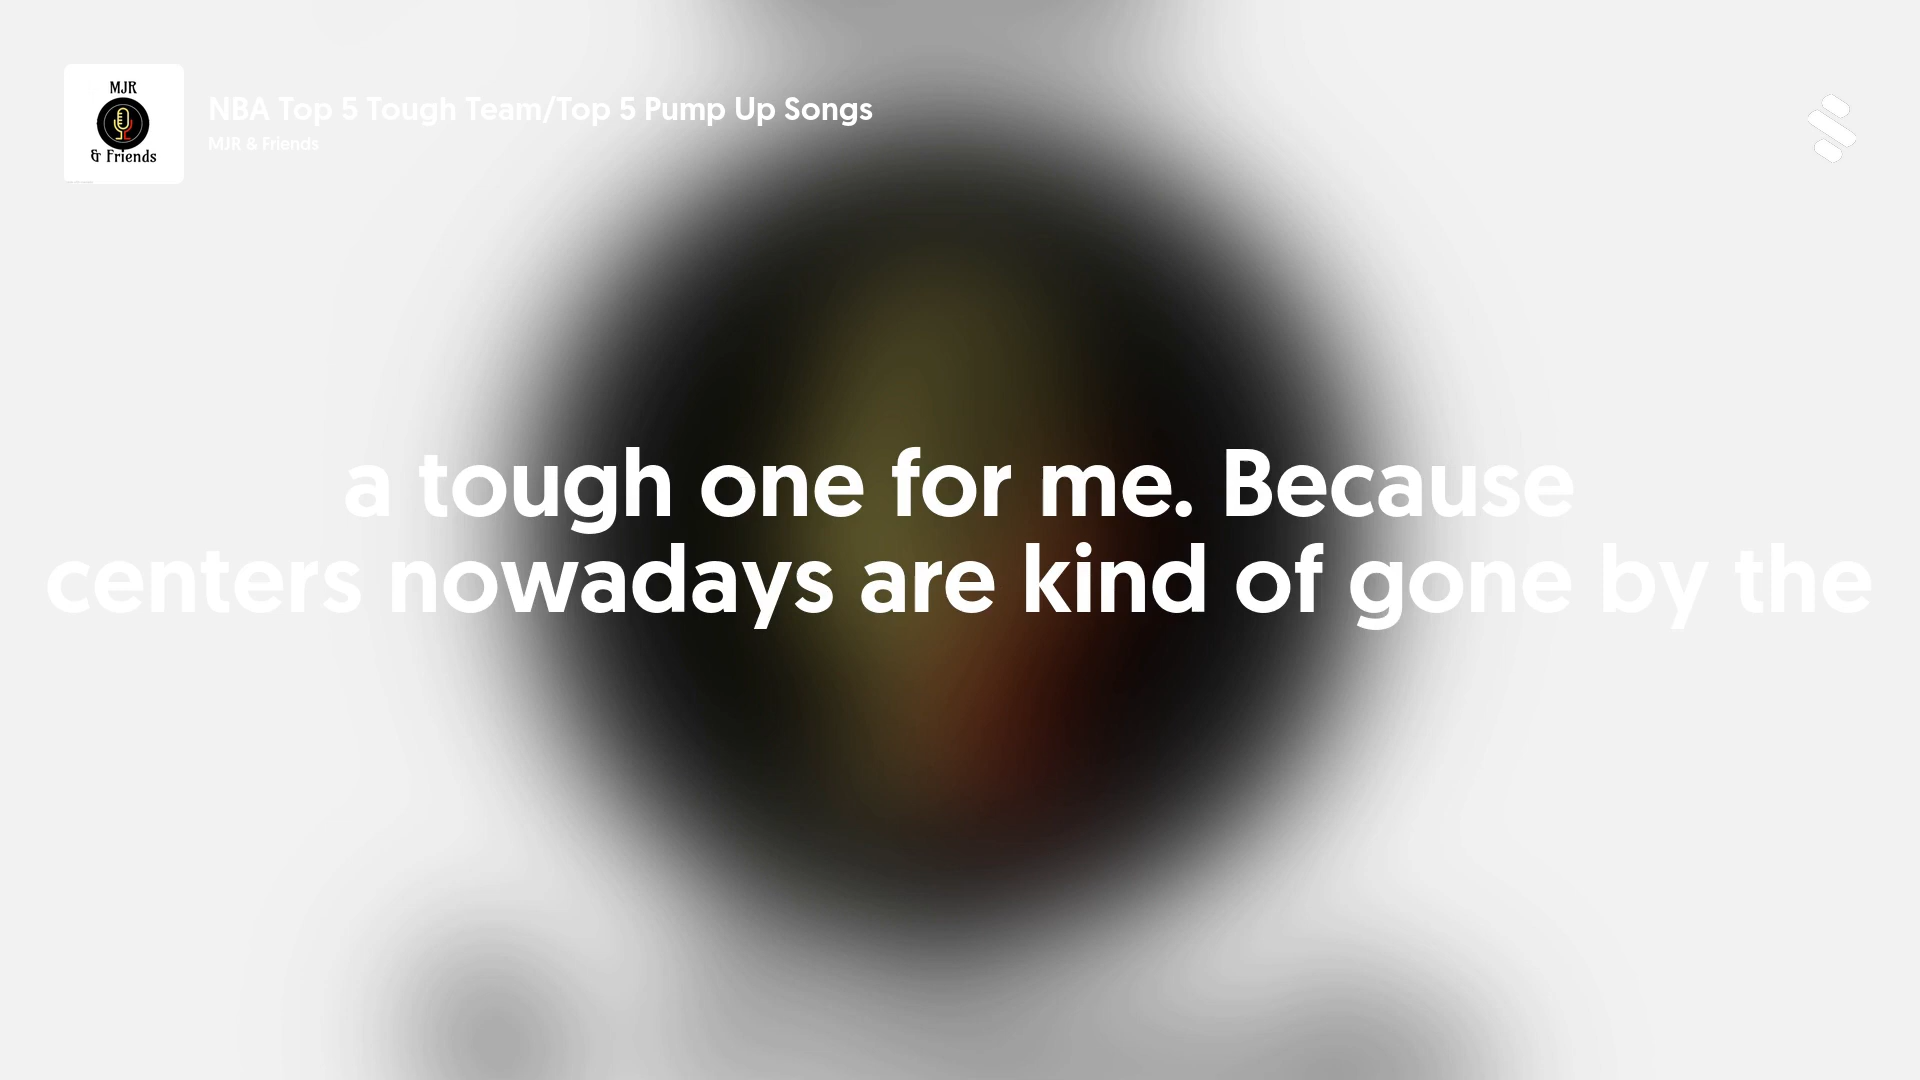 MJR
& Friends
NBA Top 5 Tough Team/Top 5 Pump Up Songs
MJR & Friends
a tough one for me. Because
centers nowadays are kind of gone by the